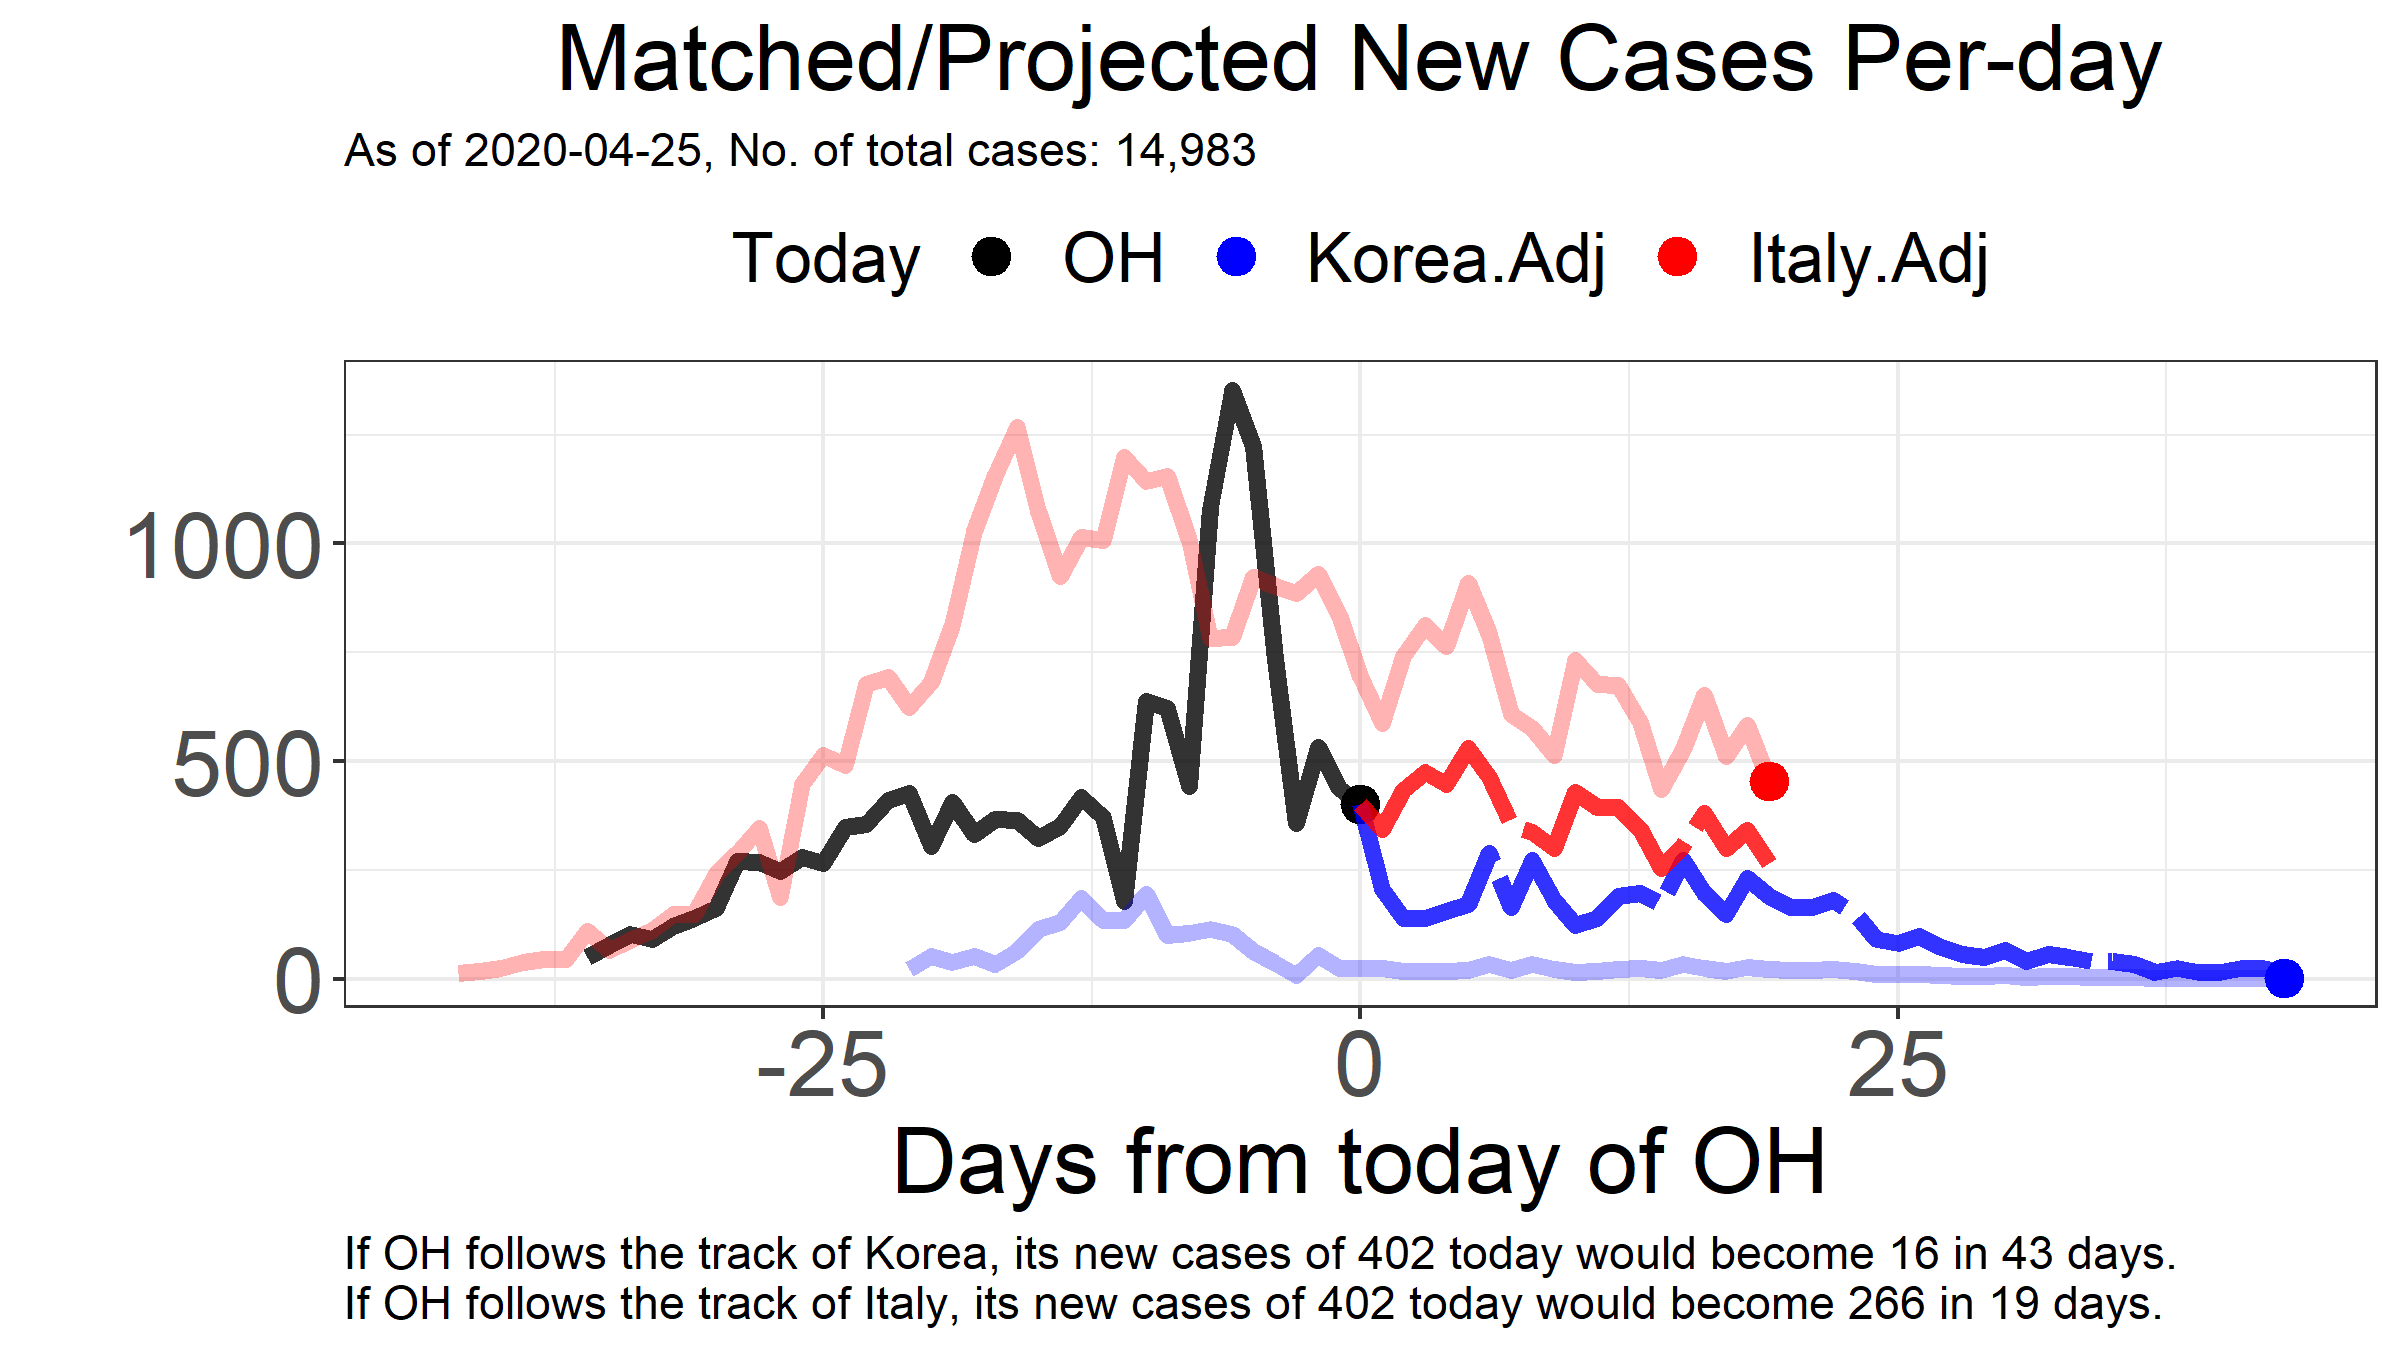 Matched/Projected New Cases Per-day
As of 2020-04-25, No. of total cases: 14,983
Today OH Korea.Adj Italy.Adj
1000
500
0
-25 0 25
Days from today of OH
If OH follows the track of Korea, its new cases of 402 today would become 16 in 43 days.
If OH follows the track of Italy, its new cases of 402 today would become 266 in 19 days.